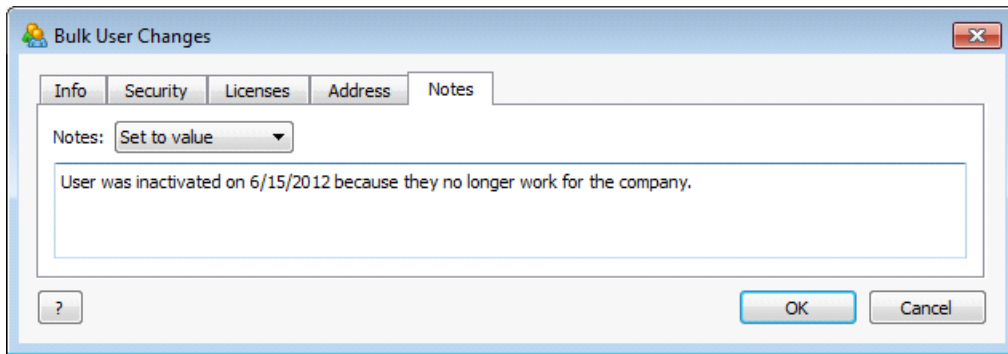 Bulk User Changes
Info Security Licenses Address Notes
Notes: Set to value
User was inactivated on 6/15/2012 because they no longer work for the company.
? OK Cancel